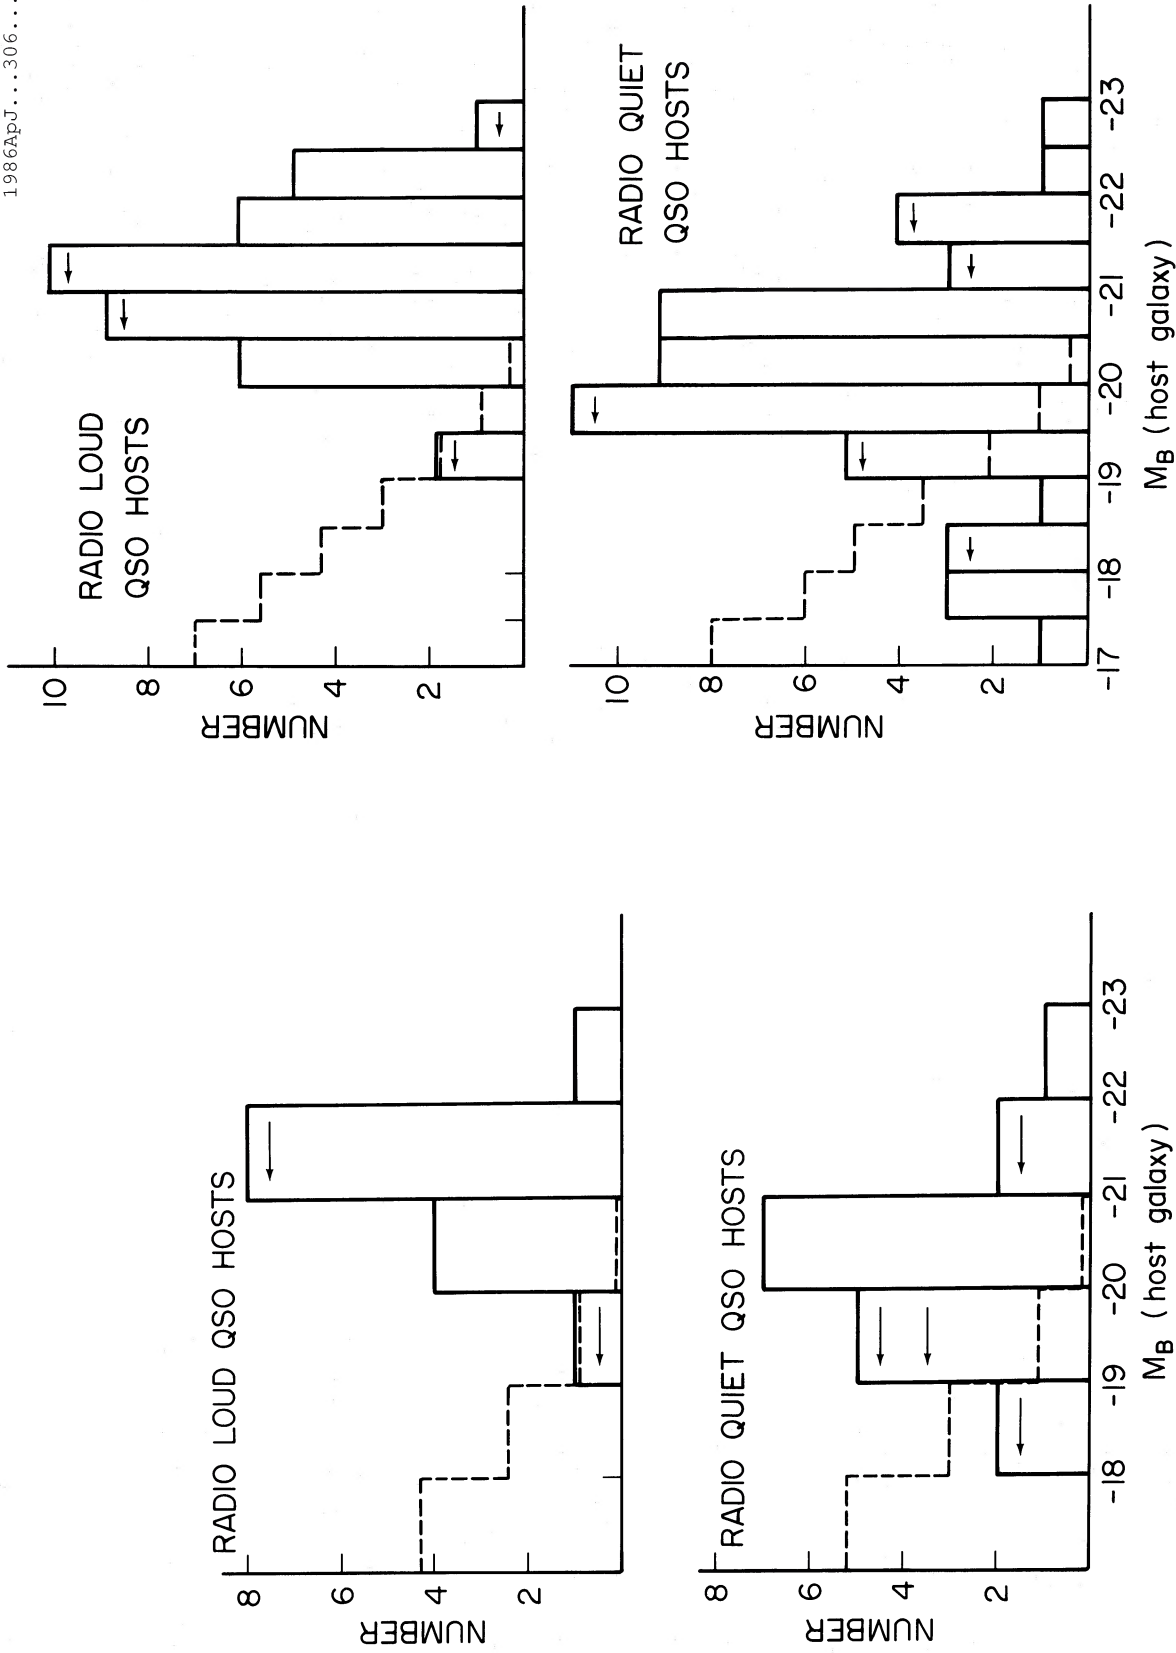 1986ApJ...306...
RADIO LOUD
QSO HOSTS
NUMBER
2
4
6
8
10
RADIO QUIET
QSO HOSTS
NUMBER
2
4
6
8
10
-17
-18
-19
-20
-21
-22
-23
MB (host galaxy)
RADIO LOUD QSO HOSTS
NUMBER
2
4
6
8
RADIO QUIET QSO HOSTS
NUMBER
2
4
6
8
-18
-19
-20
-21
-22
-23
MB (host galaxy)